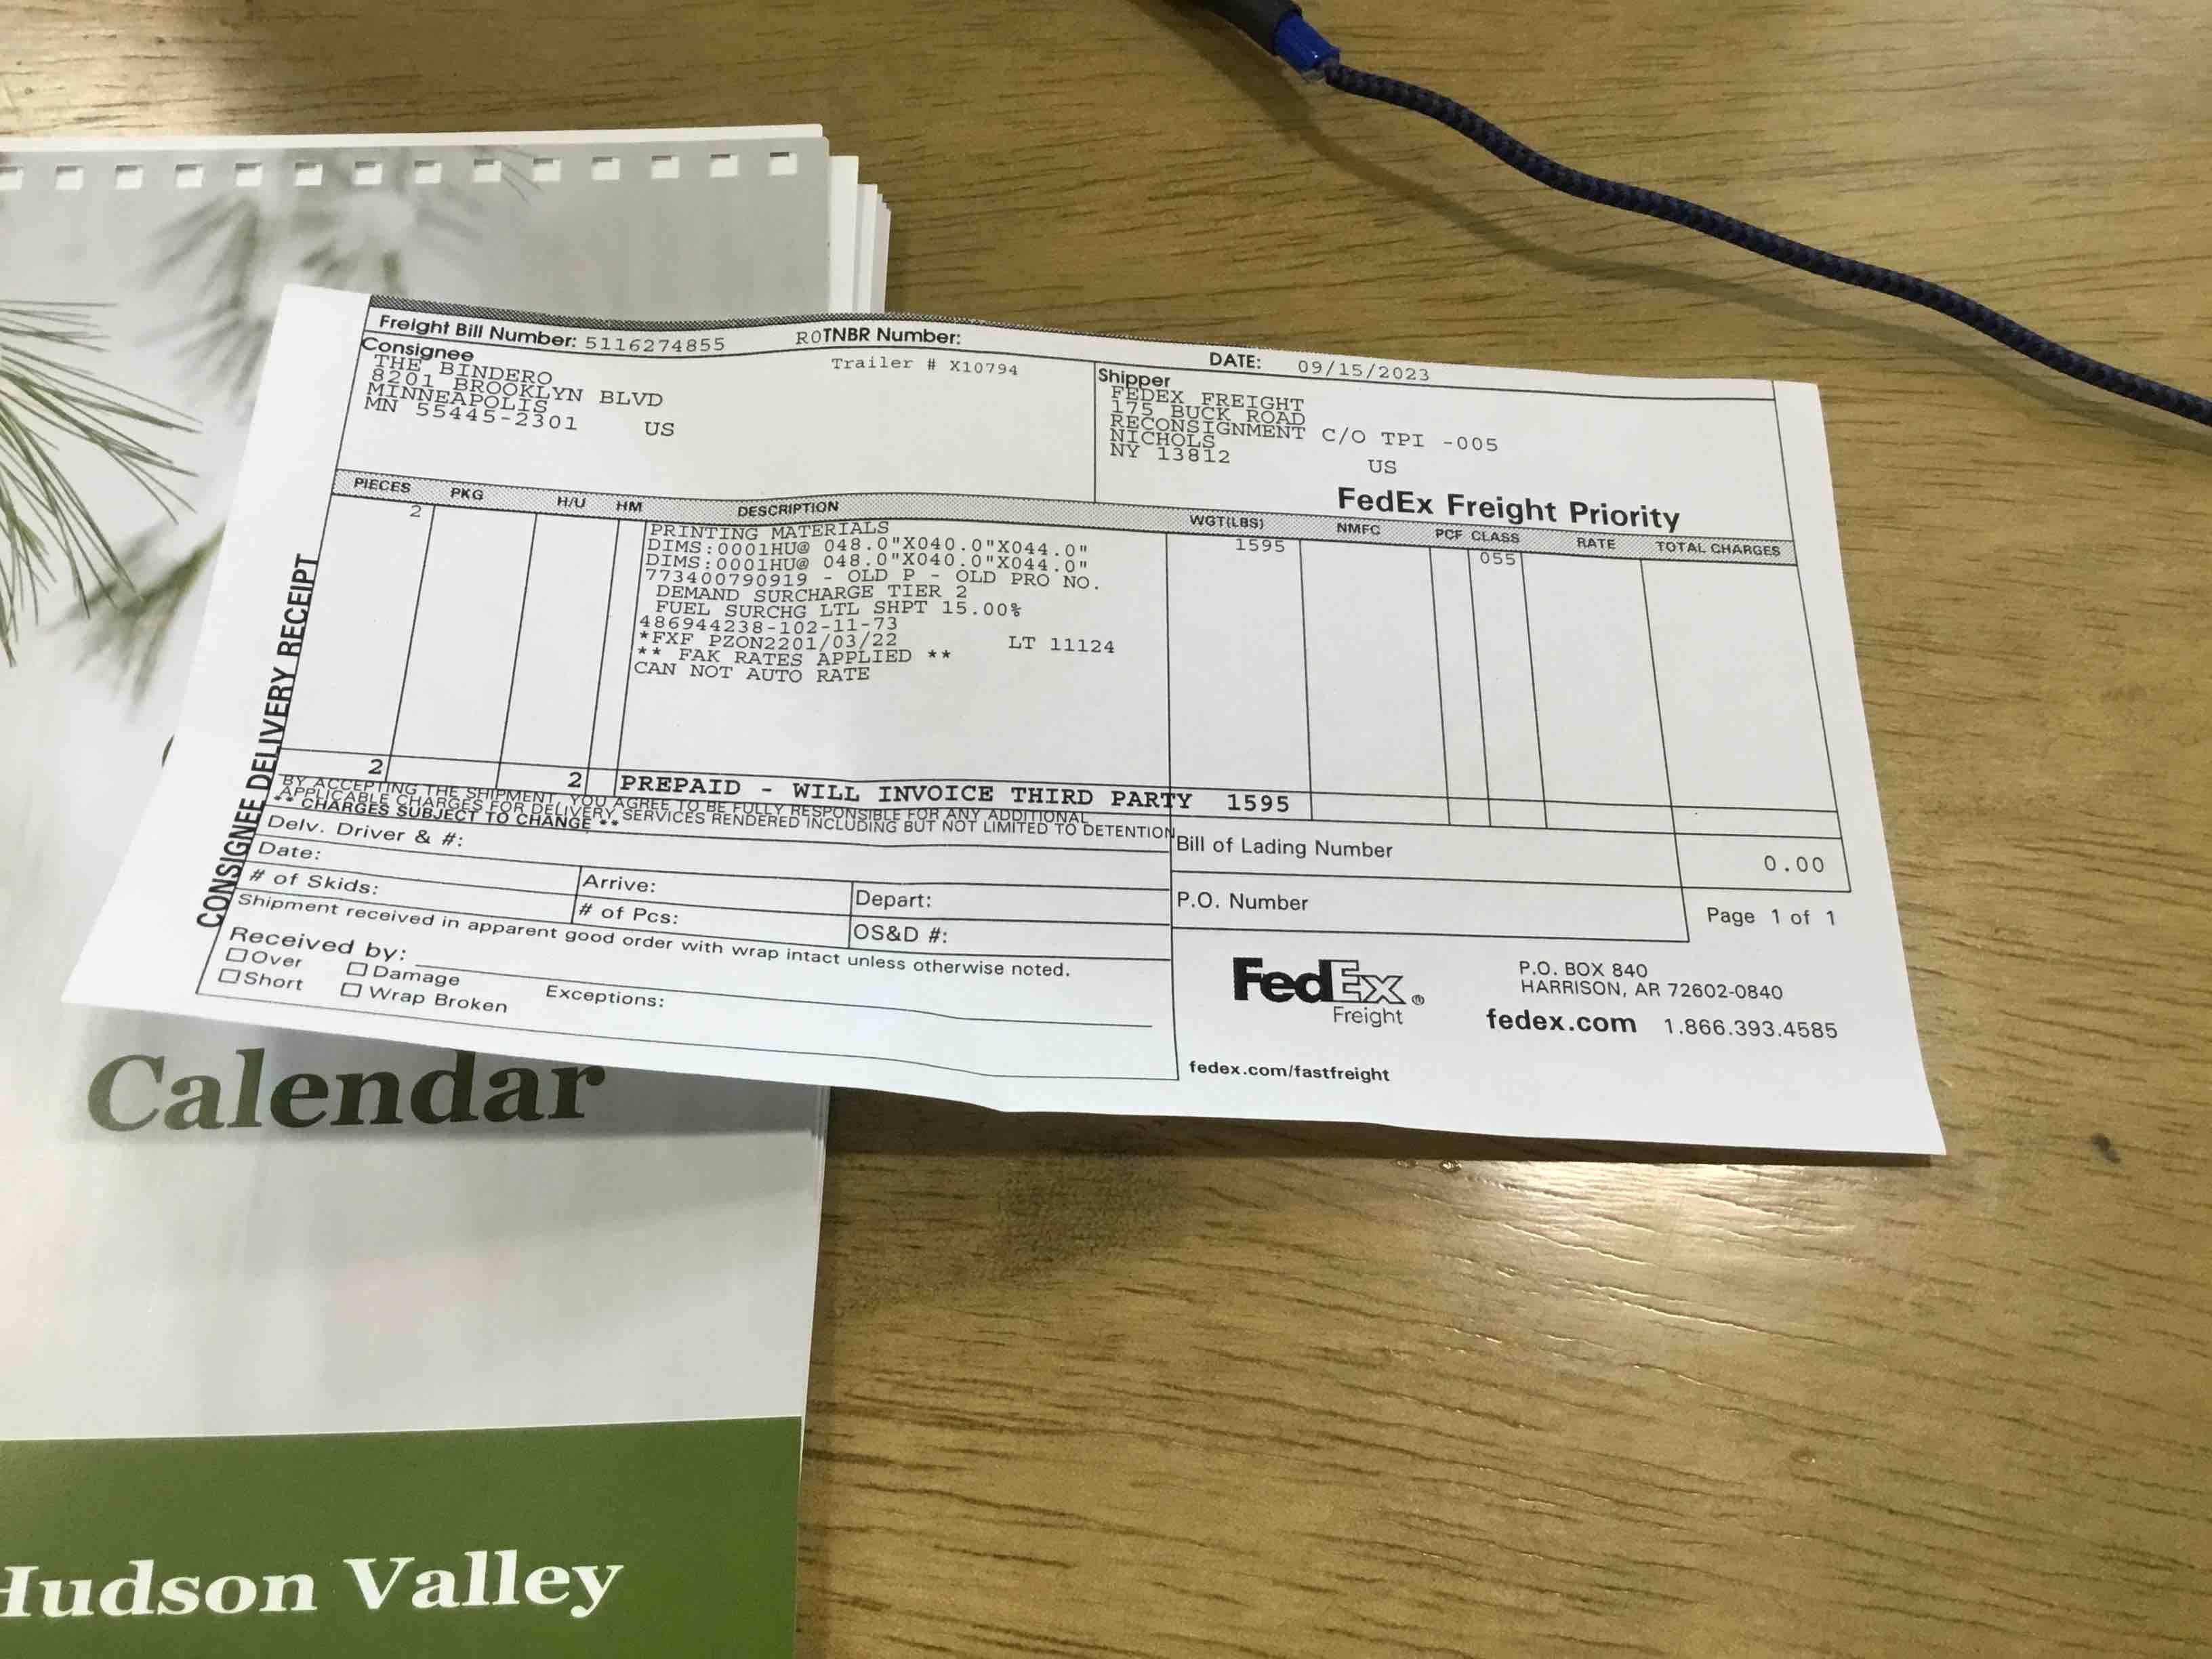 Freight Bill Number: 5116274855
R0TNBR Number:
DATE: 09/15/2023
Consignee
THE BINDERO
8201 BROOKLYN BLVD
MINNEAPOLIS
MN 55445-2301 US
Trailer # X10794
Shipper
FEDEX FREIGHT
175 BUCK ROAD
RECONSIGNMENT C/O TPI -005
NICHOLS
NY 13812 US
FedEx Freight Priority
PIECES PKG H/U HM DESCRIPTION WGT(LBS) NMFC PCF CLASS RATE TOTAL CHARGES
2 PRINTING MATERIALS 1595 055
DIMS:0001HU@ 048.0"X040.0"X044.0"
DIMS:0001HU@ 048.0"X040.0"X044.0"
773400790919 - OLD P - OLD PRO NO.
DEMAND SURCHARGE TIER 2
FUEL SURCHG LTL SHPT 15.00%
486944238-102-11-73
*FXF PZON2201/03/22 LT 11124
** FAK RATES APPLIED **
CAN NOT AUTO RATE
2 2 PREPAID - WILL INVOICE THIRD PARTY 1595
BY ACCEPTING THE SHIPMENT, YOU AGREE TO BE FULLY RESPONSIBLE FOR ANY ADDITIONAL
APPLICABLE CHARGES FOR DELIVERY SERVICES RENDERED INCLUDING BUT NOT LIMITED TO DETENTION
** CHARGES SUBJECT TO CHANGE **
Delv. Driver & #:
Date: Arrive: Depart:
# of Skids: # of Pcs: OS&D #:
Shipment received in apparent good order with wrap intact unless otherwise noted.
Received by:
Over Damage
Short Wrap Broken
Exceptions:
Bill of Lading Number
0.00
P.O. Number
Page 1 of 1
FedEx®
Freight
P.O. BOX 840
HARRISON, AR 72602-0840
fedex.com 1.866.393.4585
fedex.com/fastfreight
CONSIGNEE DELIVERY RECEIPT
Calendar
Hudson Valley